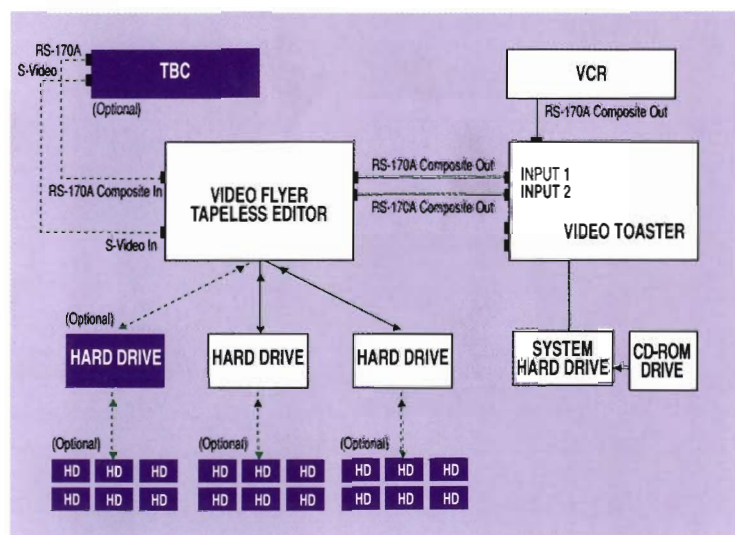 RS-170A
S-Video
TBC
(Optional)
VCR
RS-170A Composite Out
RS-170A Composite In
S-Video In
VIDEO FLYER
TAPELESS EDITOR
RS-170A Composite Out
RS-170A Composite Out
INPUT 1
INPUT 2
VIDEO TOASTER
(Optional)
HARD DRIVE
HARD DRIVE
HARD DRIVE
SYSTEM
HARD DRIVE
CD-ROM
DRIVE
(Optional)
(Optional)
(Optional)
HD HD HD
HD HD HD
HD HD HD
HD HD HD
HD HD HD
HD HD HD